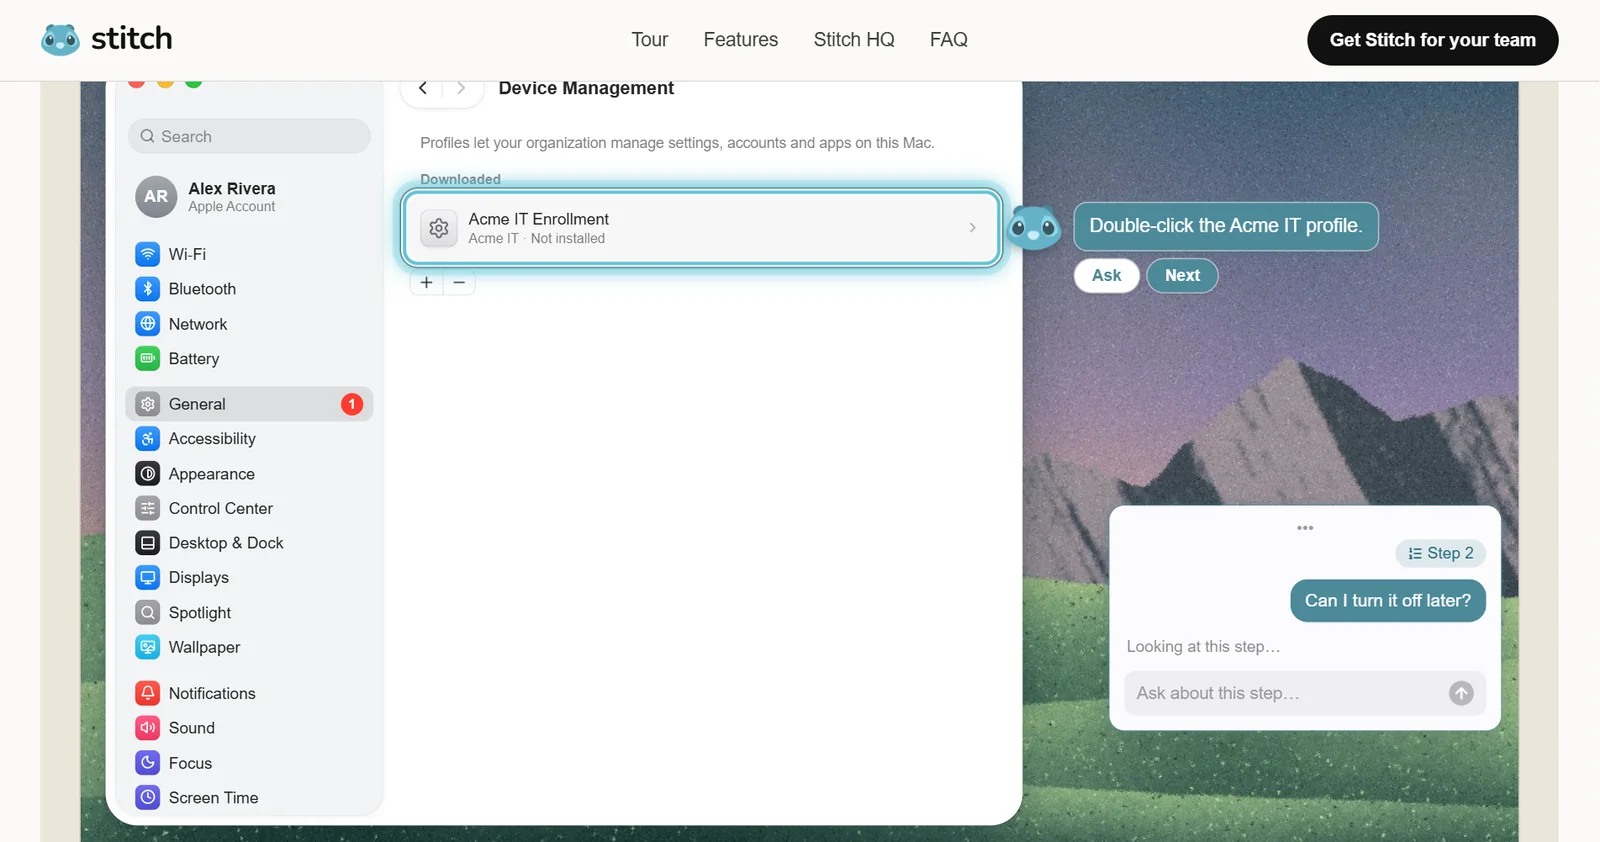 stitch
Tour
Features
Stitch HQ
FAQ
Get Stitch for your team
Search
AR
Alex Rivera
Apple Account
Wi-Fi
Bluetooth
Network
Battery
General
1
Accessibility
Appearance
Control Center
Desktop & Dock
Displays
Spotlight
Wallpaper
Notifications
Sound
Focus
Screen Time
Device Management
Profiles let your organization manage settings, accounts and apps on this Mac.
Downloaded
Acme IT Enrollment
Acme IT · Not installed
Double-click the Acme IT profile.
Ask
Next
Step 2
Can I turn it off later?
Looking at this step…
Ask about this step…